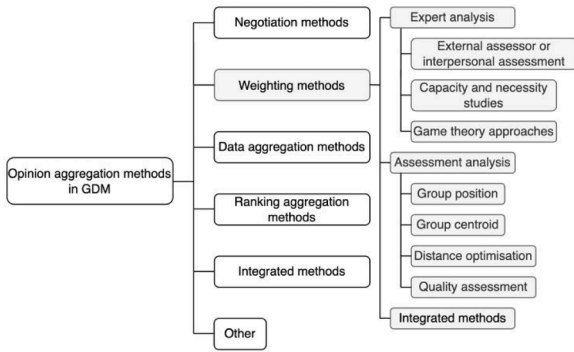 Opinion aggregation methods
in GDM
Negotiation methods
Weighting methods
Data aggregation methods
Ranking aggregation
methods
Integrated methods
Other
Expert analysis
External assessor or
interpersonal assessment
Capacity and necessity
studies
Game theory approaches
Assessment analysis
Group position
Group centroid
Distance optimisation
Quality assessment
Integrated methods